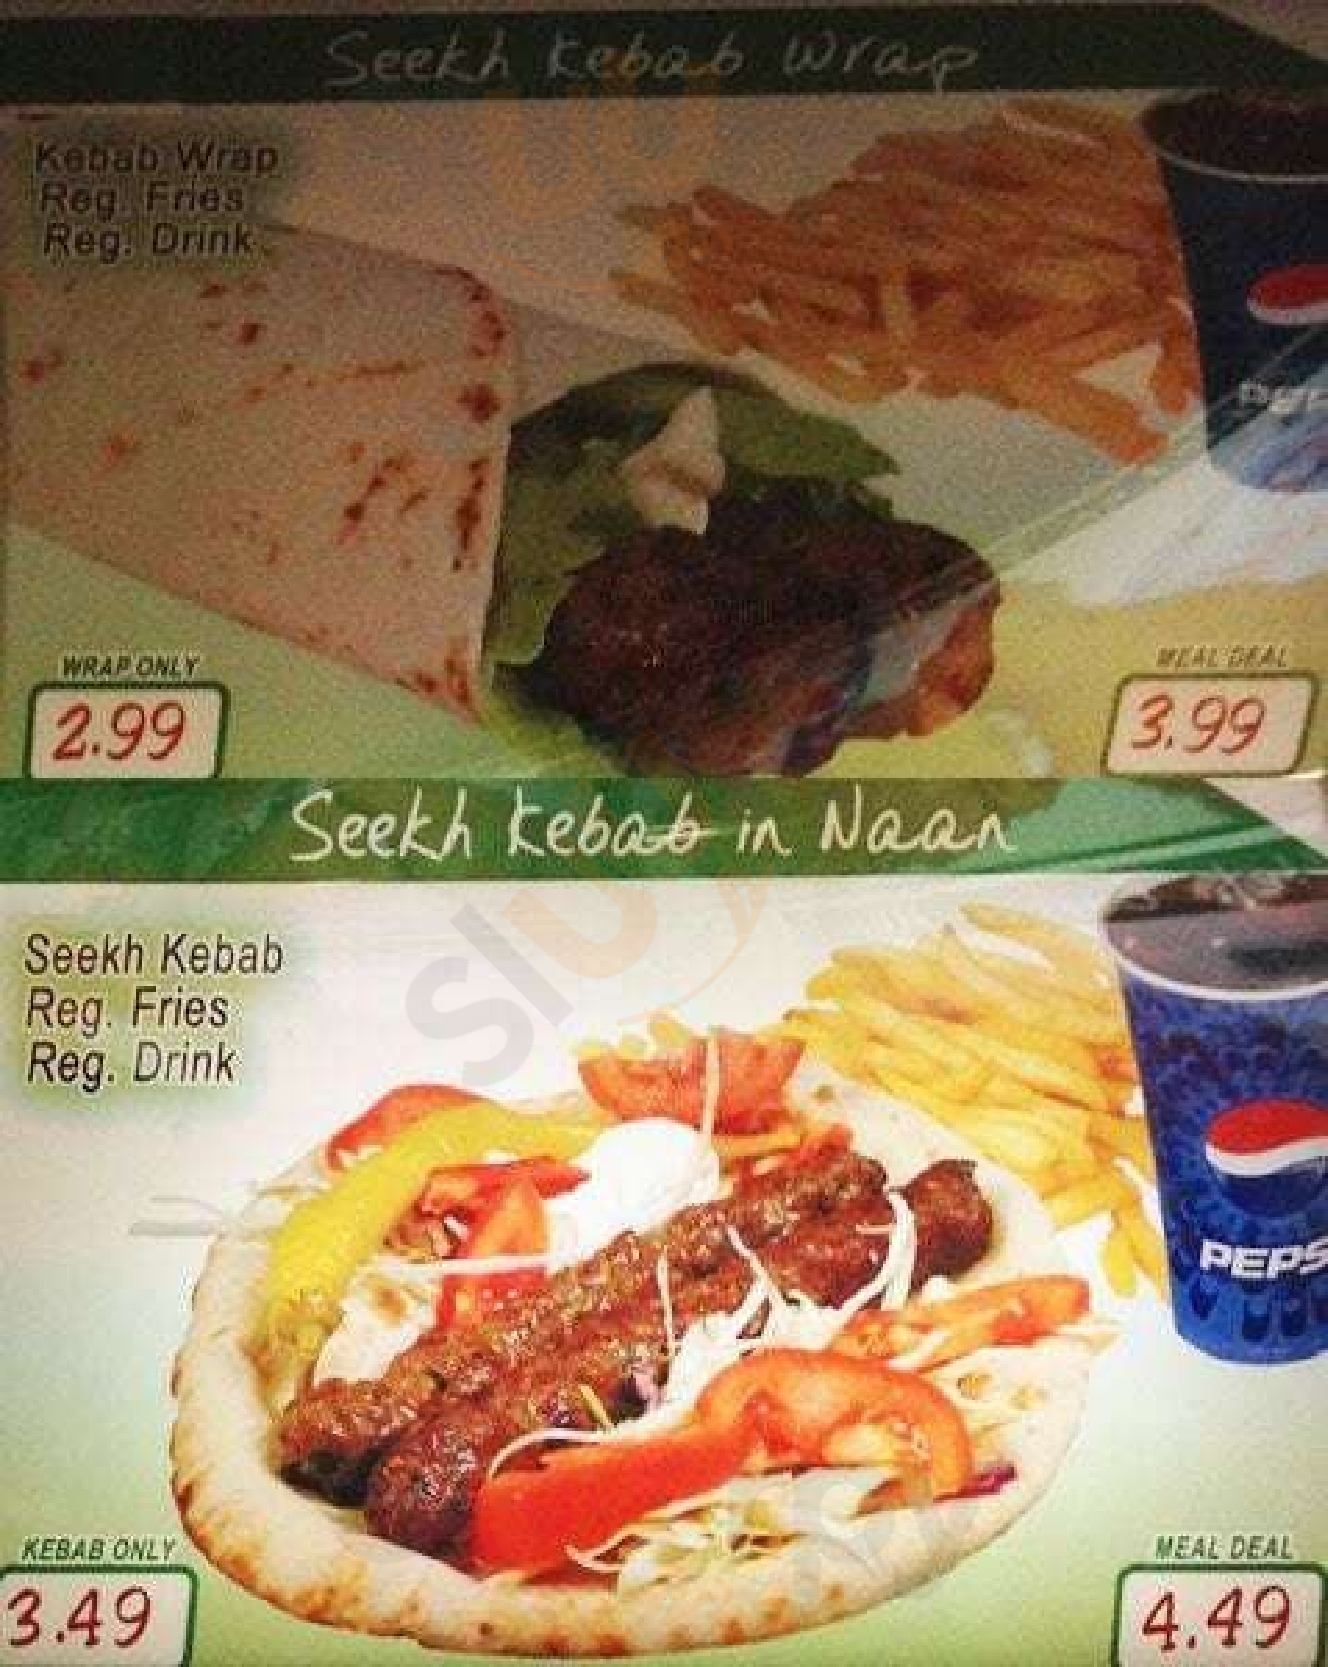 Seekh Kebab Wrap
Kebab Wrap
Reg. Fries
Reg. Drink
WRAP ONLY
2.99
MEAL DEAL
3.99
Seekh Kebab in Naan
Seekh Kebab
Reg. Fries
Reg. Drink
PEPS
KEBAB ONLY
3.49
MEAL DEAL
4.49